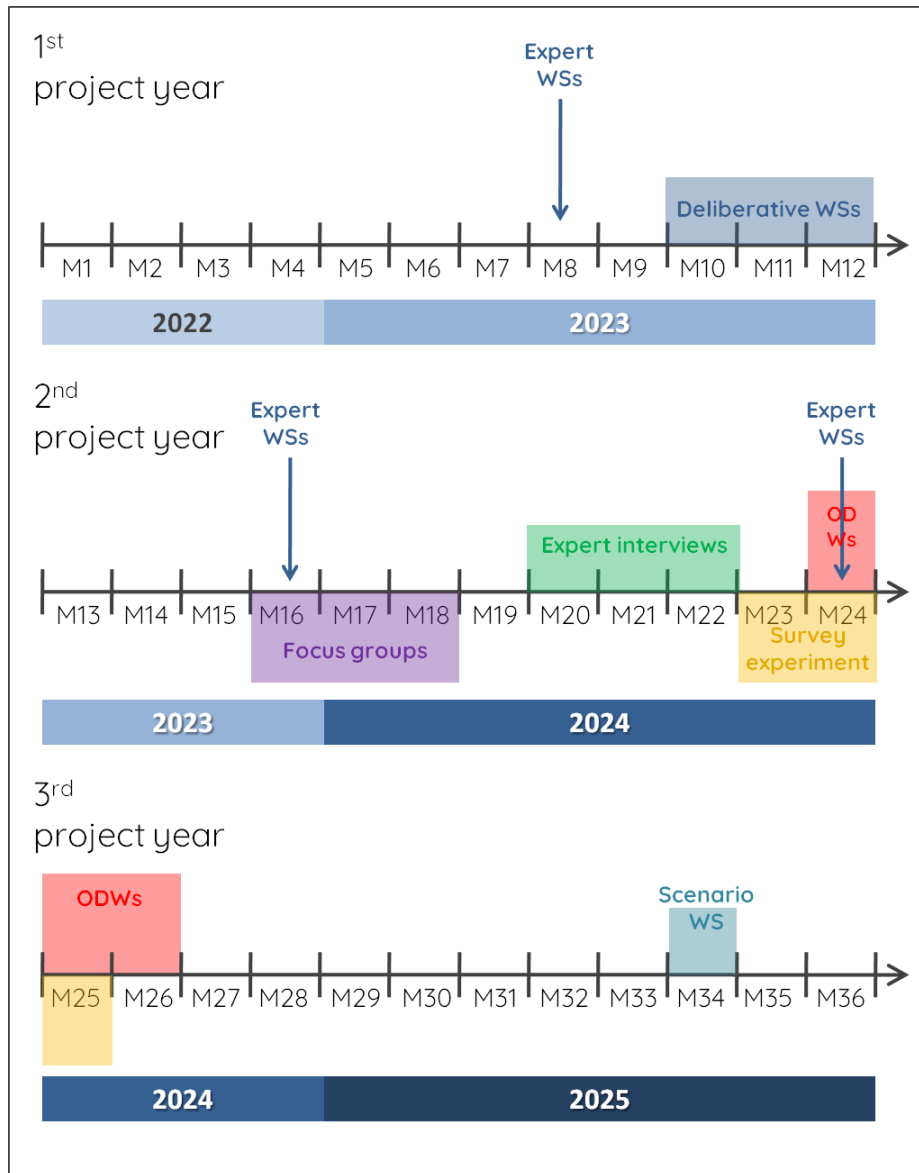 1st
project year
Expert
WSs
Deliberative WSs
M1 M2 M3 M4 M5 M6 M7 M8 M9 M10 M11 M12
2022 2023
2nd
project year
Expert
WSs
Expert
WSs
OD
Ws
Expert interviews
M13 M14 M15 M16 M17 M18 M19 M20 M21 M22 M23 M24
Focus groups
Survey
experiment
2023 2024
3rd
project year
ODWs
Scenario
WS
M25 M26 M27 M28 M29 M30 M31 M32 M33 M34 M35 M36
2024 2025